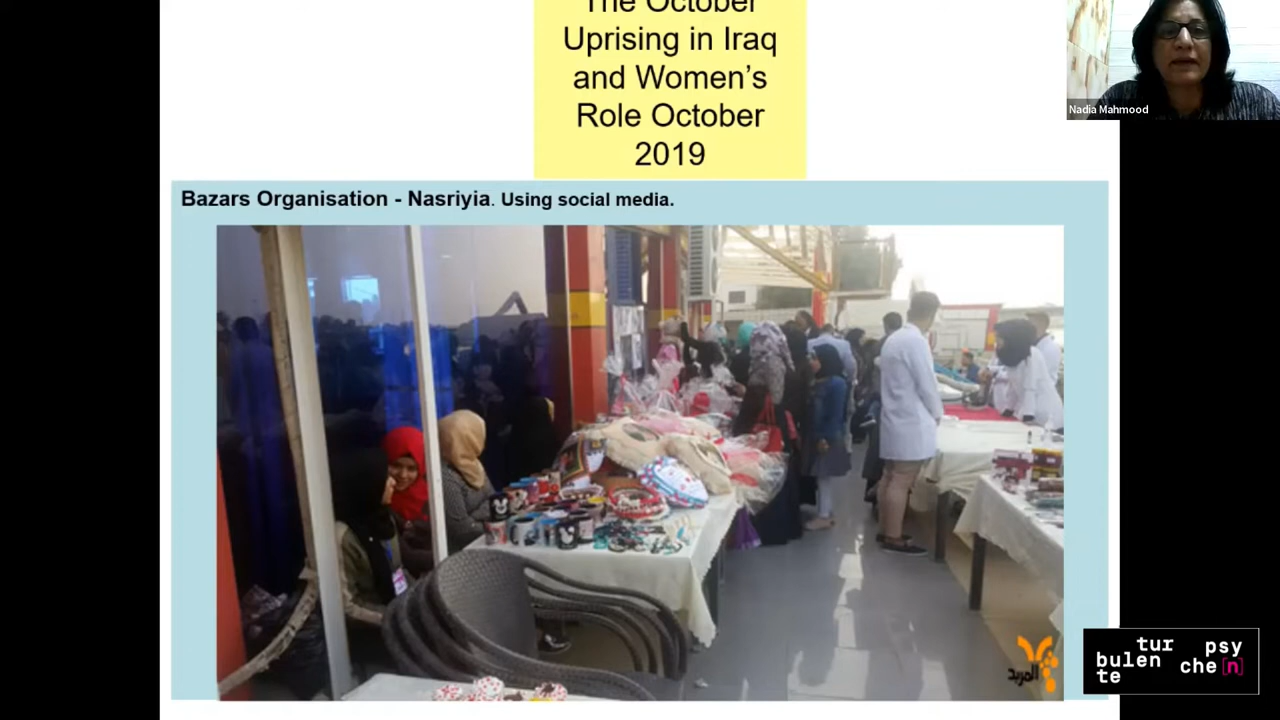 The October
Uprising in Iraq
and Women's
Role October
2019
Nadia Mahmood
Bazars Organisation - Nasriyia. Using social media.
المربد
tur
bulen
te
psy
che[n]